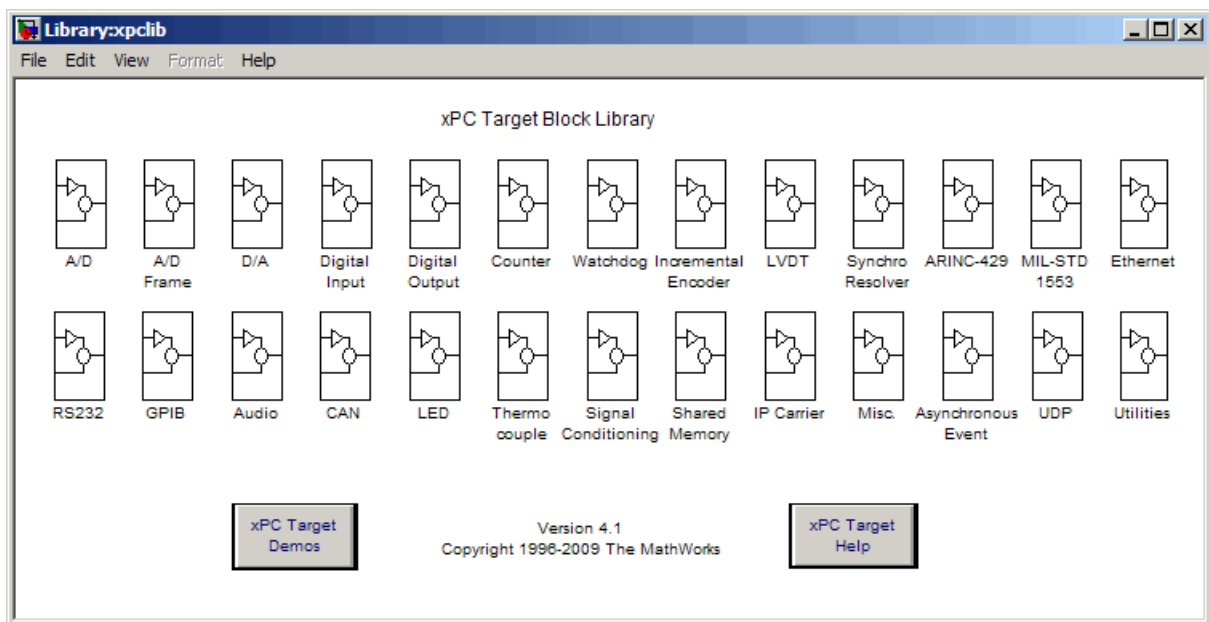 Library:xpclib
File Edit View Format Help
xPC Target Block Library
A/D A/D D/A Digital Digital Counter Watchdog Incremental LVDT Synchro ARINC-429 MIL-STD Ethernet
Frame Input Output Encoder Resolver 1553
RS232 GPIB Audio CAN LED Thermo Signal Shared IP Carrier Misc. Asynchronous UDP Utilities
couple Conditioning Memory Event
xPC Target Version 4.1 xPC Target
Demos Copyright 1996-2009 The MathWorks Help